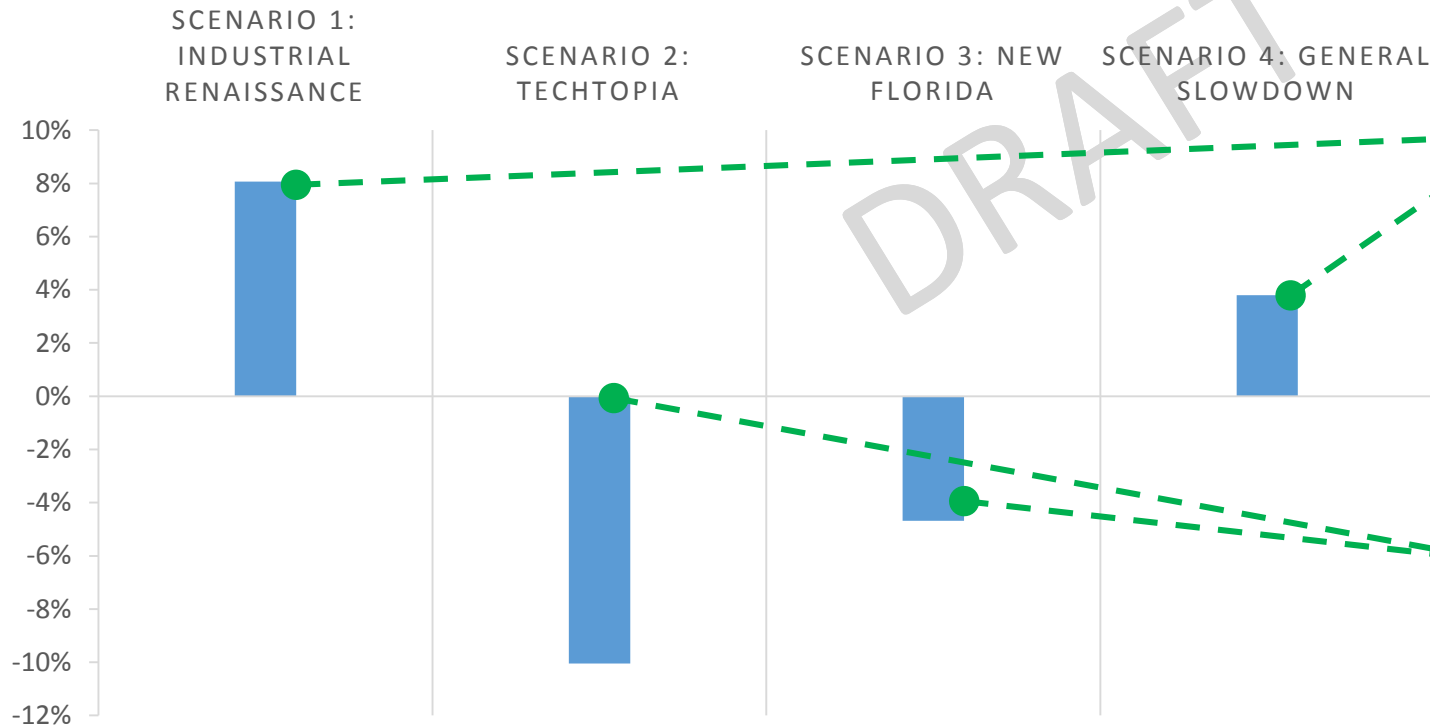 SCENARIO 1:
INDUSTRIAL
RENAISSANCE
SCENARIO 2:
TECHTOPIA
SCENARIO 3: NEW
FLORIDA
SCENARIO 4: GENERAL
SLOWDOWN
DRAFT
10%
8%
6%
4%
2%
0%
-2%
-4%
-6%
-8%
-10%
-12%